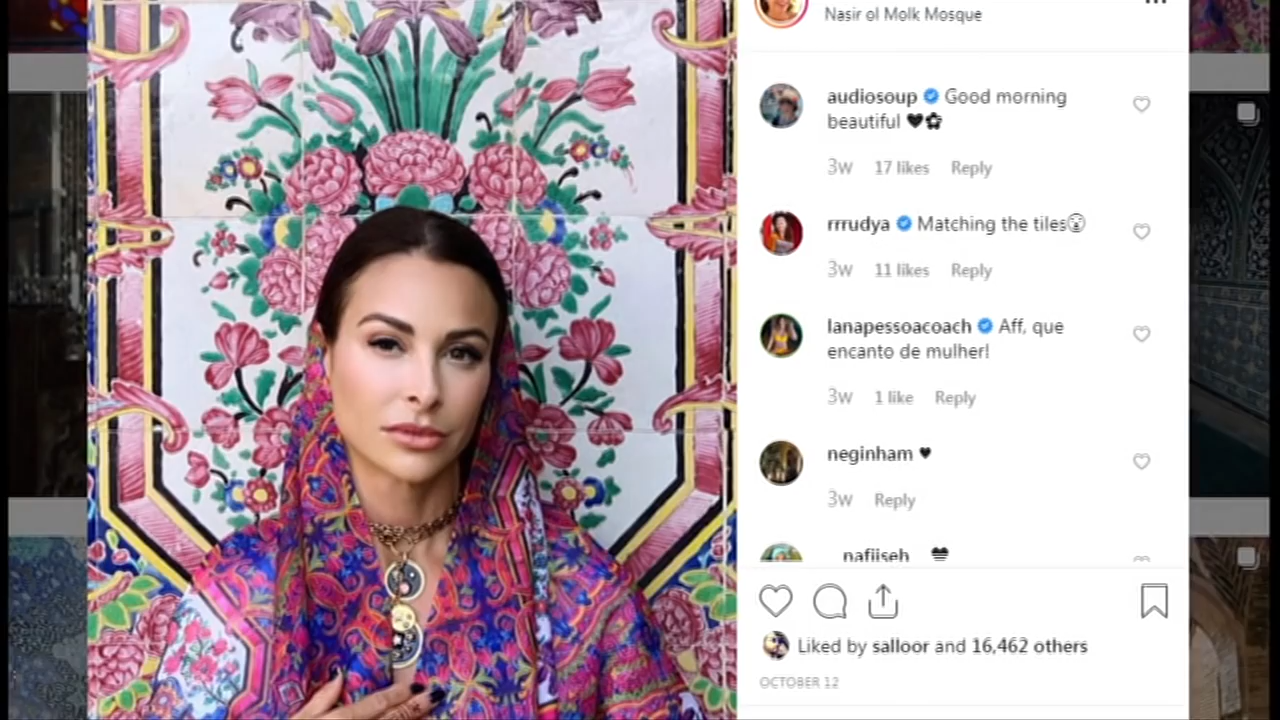 Nasir ol Molk Mosque
audiosoup Good morning
beautiful 🖤✿
3w 17 likes Reply
rrrudya Matching the tiles😲
3w 11 likes Reply
lanapessoacoach Aff, que
encanto de mulher!
3w 1 like Reply
neginham ♥
3w Reply
nafiiseh
Liked by salloor and 16,462 others
OCTOBER 12